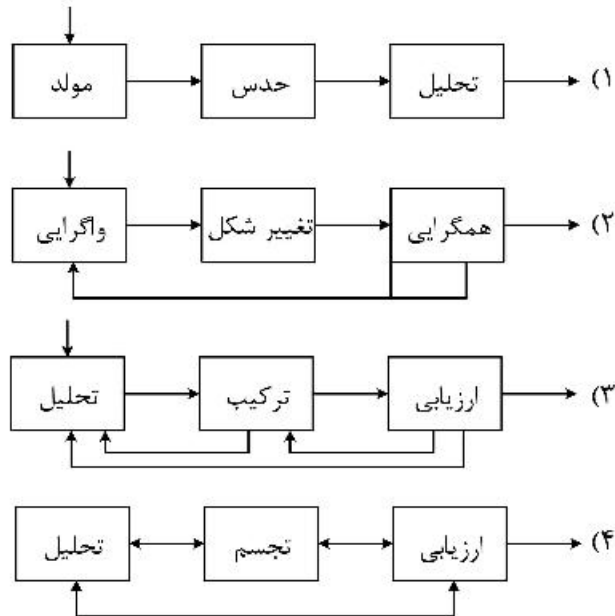 ۱) مولد حدس تحلیل
۲) واگرایی تغییر شکل همگرایی
۳) تحلیل ترکیب ارزیابی
۴) تحلیل تجسم ارزیابی